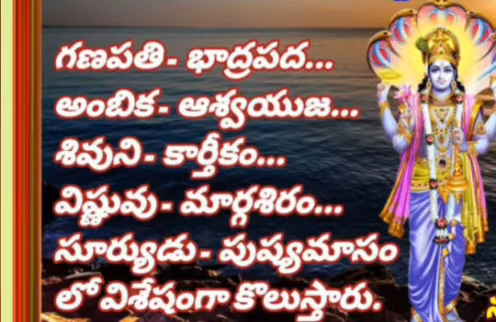 గణపతి - భాద్రపద...
అంబిక - ఆశ్వయుజ...
శివుని - కార్తీకం...
విష్ణువు - మార్గశిరం...
సూర్యుడు - పుష్యమాసం
లో విశేషంగా కొలుస్తారు.